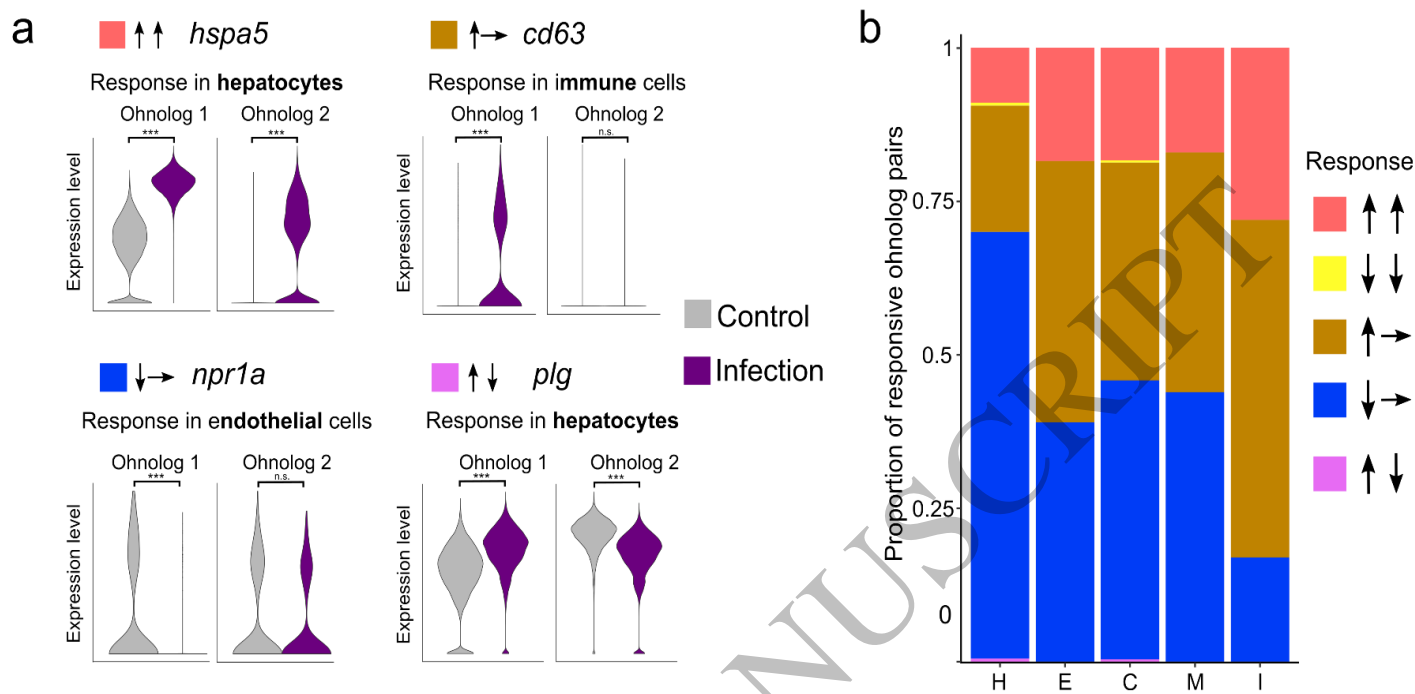 a
↑↑ hspa5
Response in hepatocytes
Ohnolog 1 Ohnolog 2
*** ***
Expression level
↑→ cd63
Response in immune cells
Ohnolog 1 Ohnolog 2
*** n.s.
Expression level
Control
Infection
↓→ npr1a
Response in endothelial cells
Ohnolog 1 Ohnolog 2
*** n.s.
Expression level
↑↓ plg
Response in hepatocytes
Ohnolog 1 Ohnolog 2
*** ***
Expression level
b
Proportion of responsive ohnolog pairs
1
0.75
0.5
0.25
0
H E C M I
Response
↑ ↑
↓ ↓
↑ →
↓ →
↑ ↓
NUSCRIPT